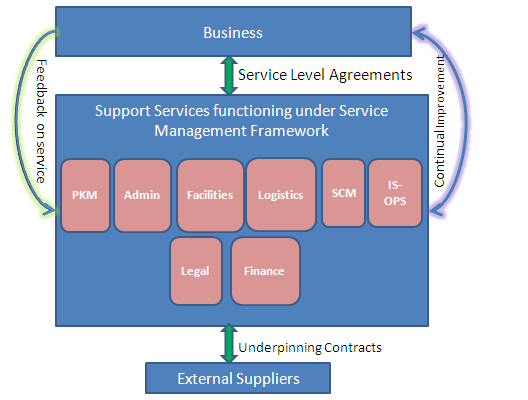 Business
Service Level Agreements
Feedback on service
Continual Improvement
Support Services functioning under Service
Management Framework
PKM
Admin
Facilities
Logistics
SCM
IS-
OPS
Legal
Finance
Underpinning Contracts
External Suppliers